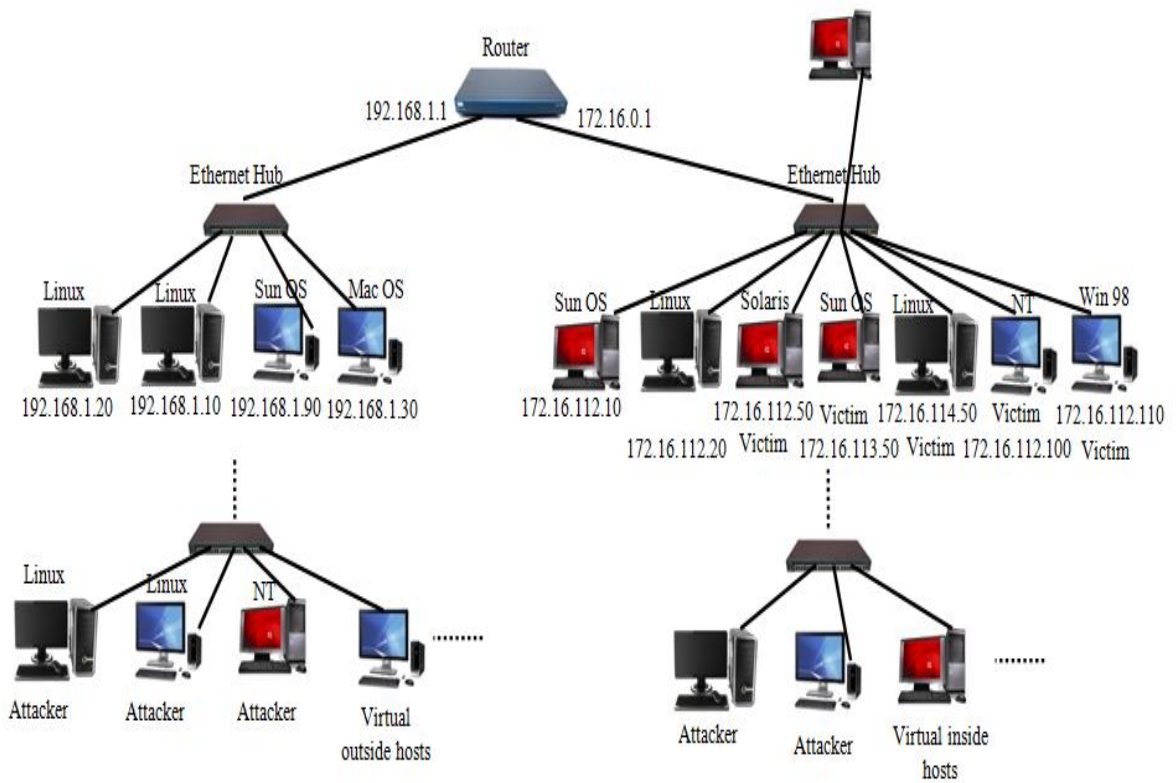 Router
192.168.1.1
172.16.0.1
Ethernet Hub
Ethernet Hub
Linux
Linux
Sun OS
Mac OS
192.168.1.20
192.168.1.10
192.168.1.90
192.168.1.30
Sun OS
Linux
Solaris
Sun OS
Linux
NT
Win 98
172.16.112.10
172.16.112.20
172.16.112.50
Victim
Victim
172.16.113.50
172.16.114.50
Victim
Victim
172.16.112.100
172.16.112.110
Victim
Linux
Linux
NT
Attacker
Attacker
Attacker
Virtual
outside hosts
Attacker
Attacker
Virtual inside
hosts